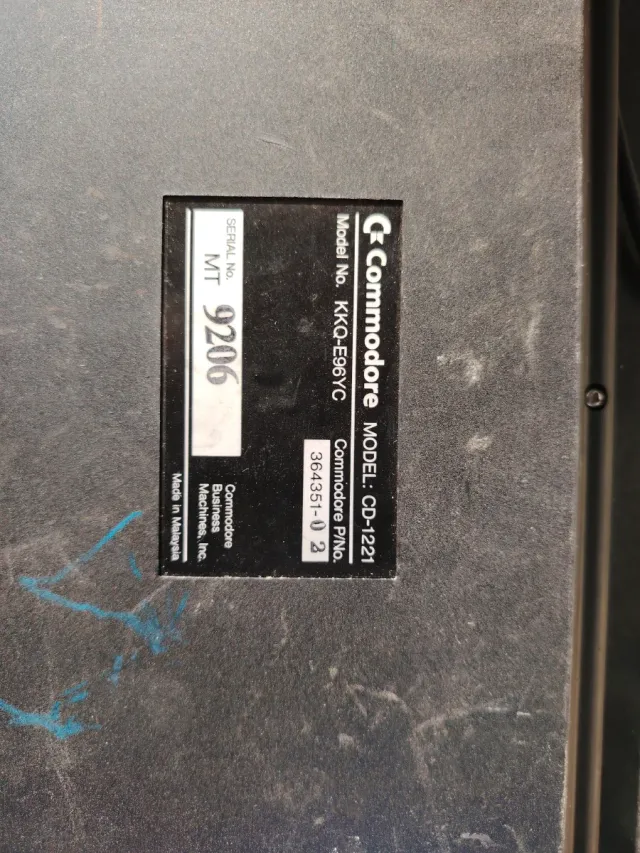 Commodore MODEL: CD-1221
Model No. KKQ-E96YC
Commodore P/No.
364351-02
SERIAL No.
MT 9206
Commodore
Business
Machines, Inc.
Made in Malaysia